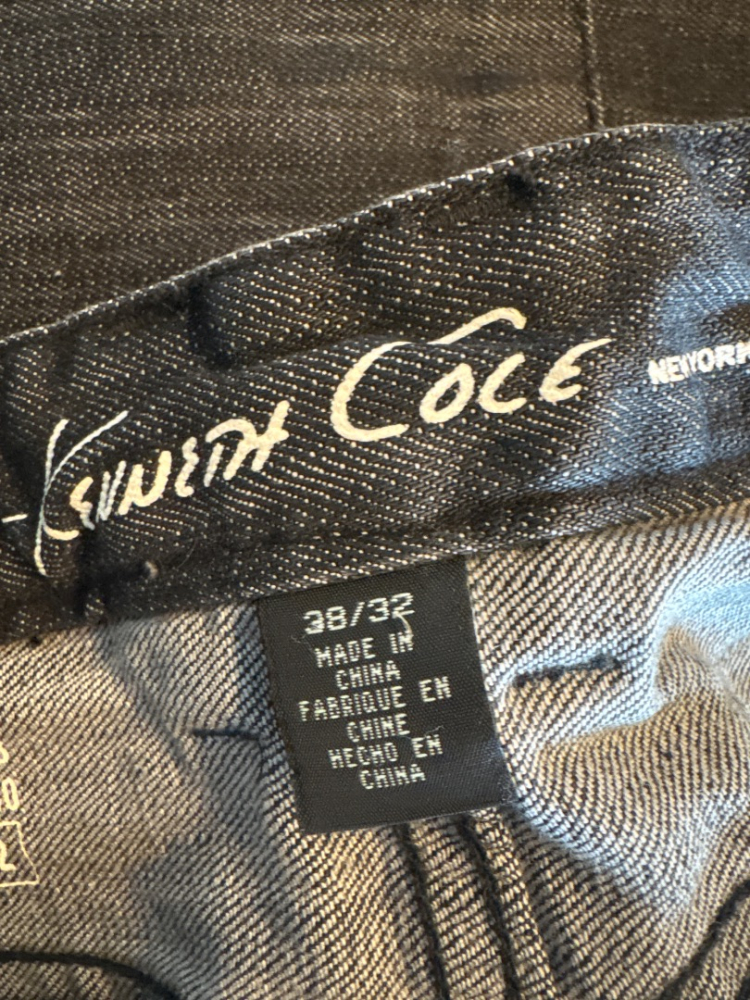 KENNETH COLE NEW YORK
38/32
MADE IN
CHINA
FABRIQUE EN
CHINE
HECHO EN
CHINA